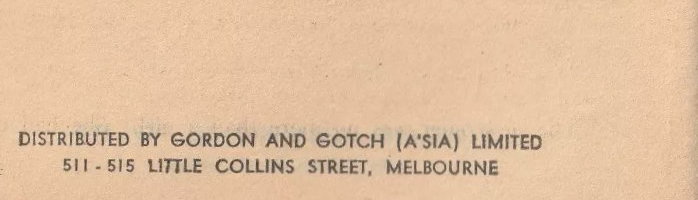 DISTRIBUTED BY GORDON AND GOTCH (A'SIA) LIMITED
511 - 515 LITTLE COLLINS STREET, MELBOURNE